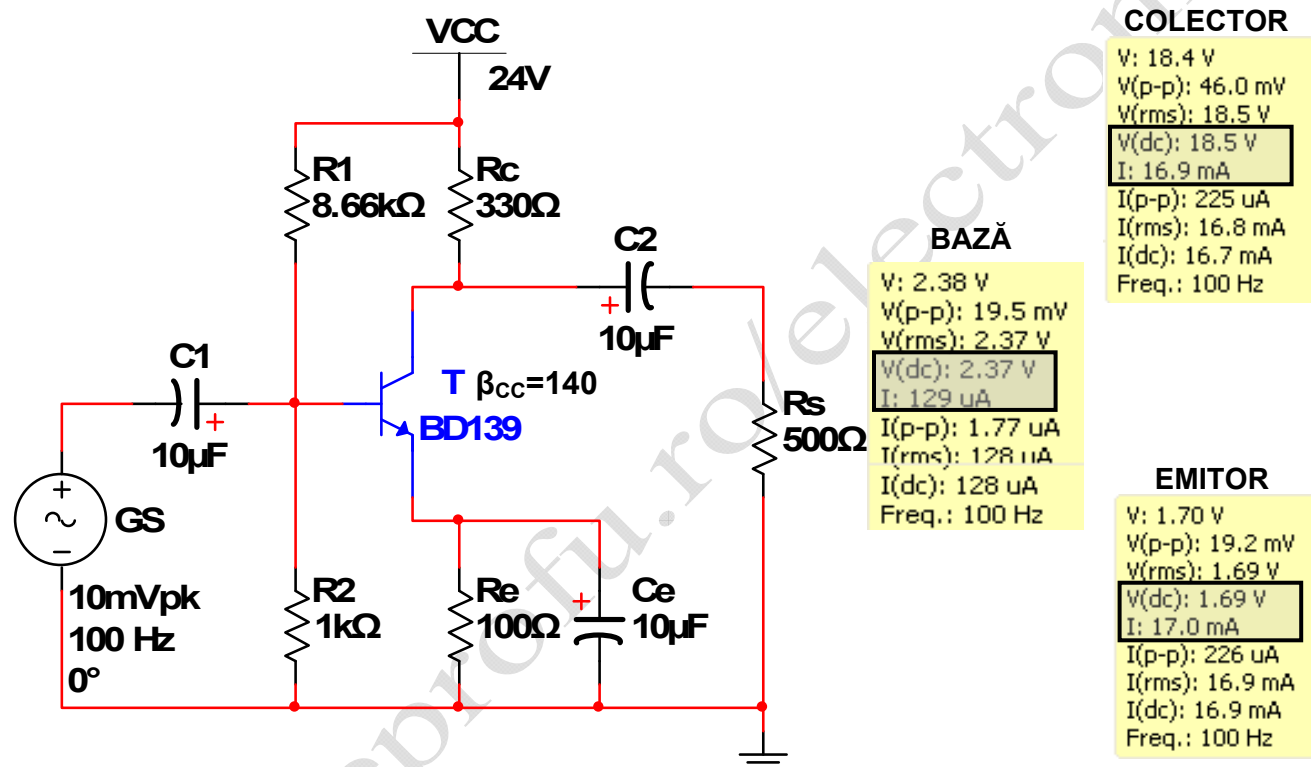 VCC
24V
R1
8.66kΩ
Rc
330Ω
C2
10µF
+
C1
10µF
+
T β_CC=140
BD139
Rs
500Ω
+
−
GS
10mVpk
100 Hz
0°
R2
1kΩ
Re
100Ω
+
Ce
10µF
BAZĂ
V: 2.38 V
V(p-p): 19.5 mV
V(rms): 2.37 V
V(dc): 2.37 V
I: 129 uA
I(p-p): 1.77 uA
I(rms): 128 uA
I(dc): 128 uA
Freq.: 100 Hz
COLECTOR
V: 18.4 V
V(p-p): 46.0 mV
V(rms): 18.5 V
V(dc): 18.5 V
I: 16.9 mA
I(p-p): 225 uA
I(rms): 16.8 mA
I(dc): 16.7 mA
Freq.: 100 Hz
EMITOR
V: 1.70 V
V(p-p): 19.2 mV
V(rms): 1.69 V
V(dc): 1.69 V
I: 17.0 mA
I(p-p): 226 uA
I(rms): 16.9 mA
I(dc): 16.9 mA
Freq.: 100 Hz
sprofu.ro/electron